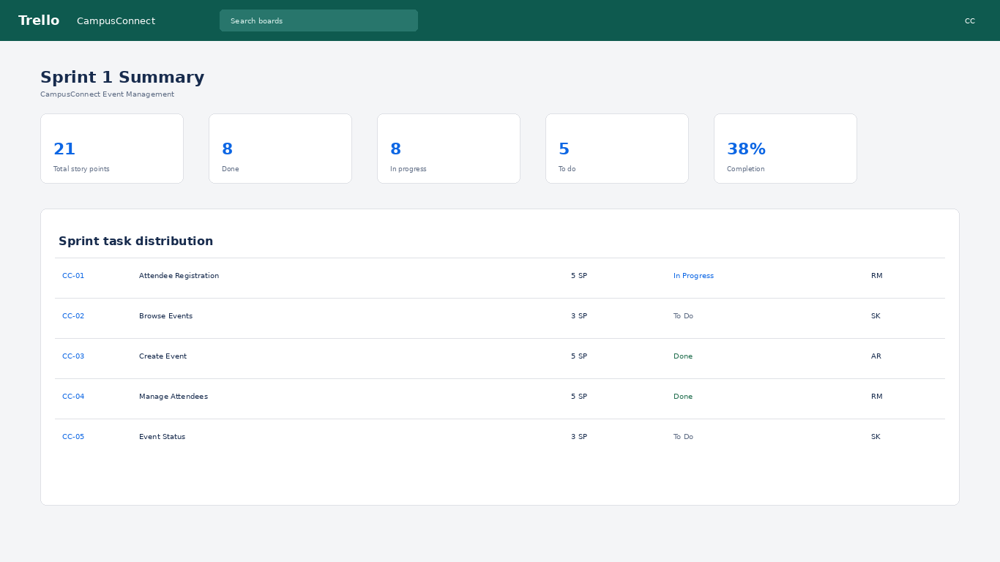 Trello CampusConnect Search boards CC
Sprint 1 Summary
CampusConnect Event Management
21 8 8 5 38%
Total story points Done In progress To do Completion
Sprint task distribution
CC-01 Attendee Registration 5 SP In Progress RM
CC-02 Browse Events 3 SP To Do SK
CC-03 Create Event 5 SP Done AR
CC-04 Manage Attendees 5 SP Done RM
CC-05 Event Status 3 SP To Do SK